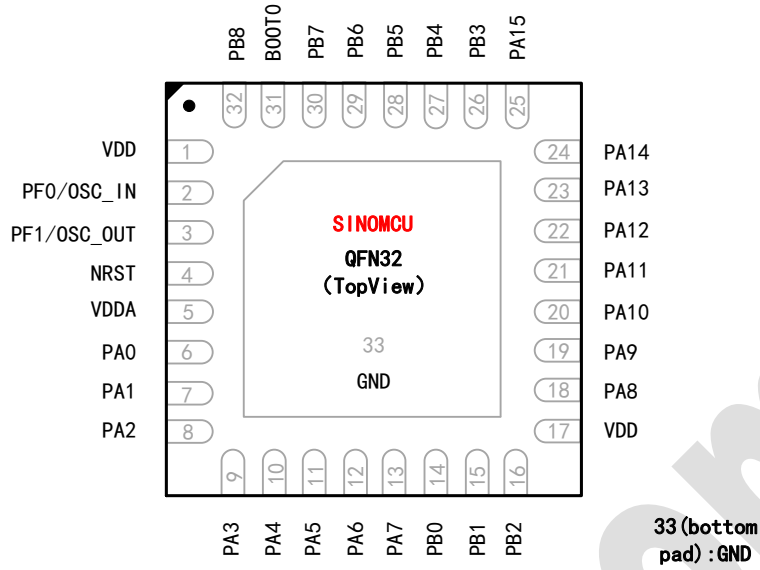 PB8 BOOT0 PB7 PB6 PB5 PB4 PB3 PA15
32 31 30 29 28 27 26 25
VDD 1
PF0/OSC_IN 2
PF1/OSC_OUT 3
NRST 4
VDDA 5
PA0 6
PA1 7
PA2 8
SINOMCU
QFN32
(TopView)
33
GND
24 PA14
23 PA13
22 PA12
21 PA11
20 PA10
19 PA9
18 PA8
17 VDD
9 10 11 12 13 14 15 16
PA3 PA4 PA5 PA6 PA7 PB0 PB1 PB2
33(bottom
pad):GND